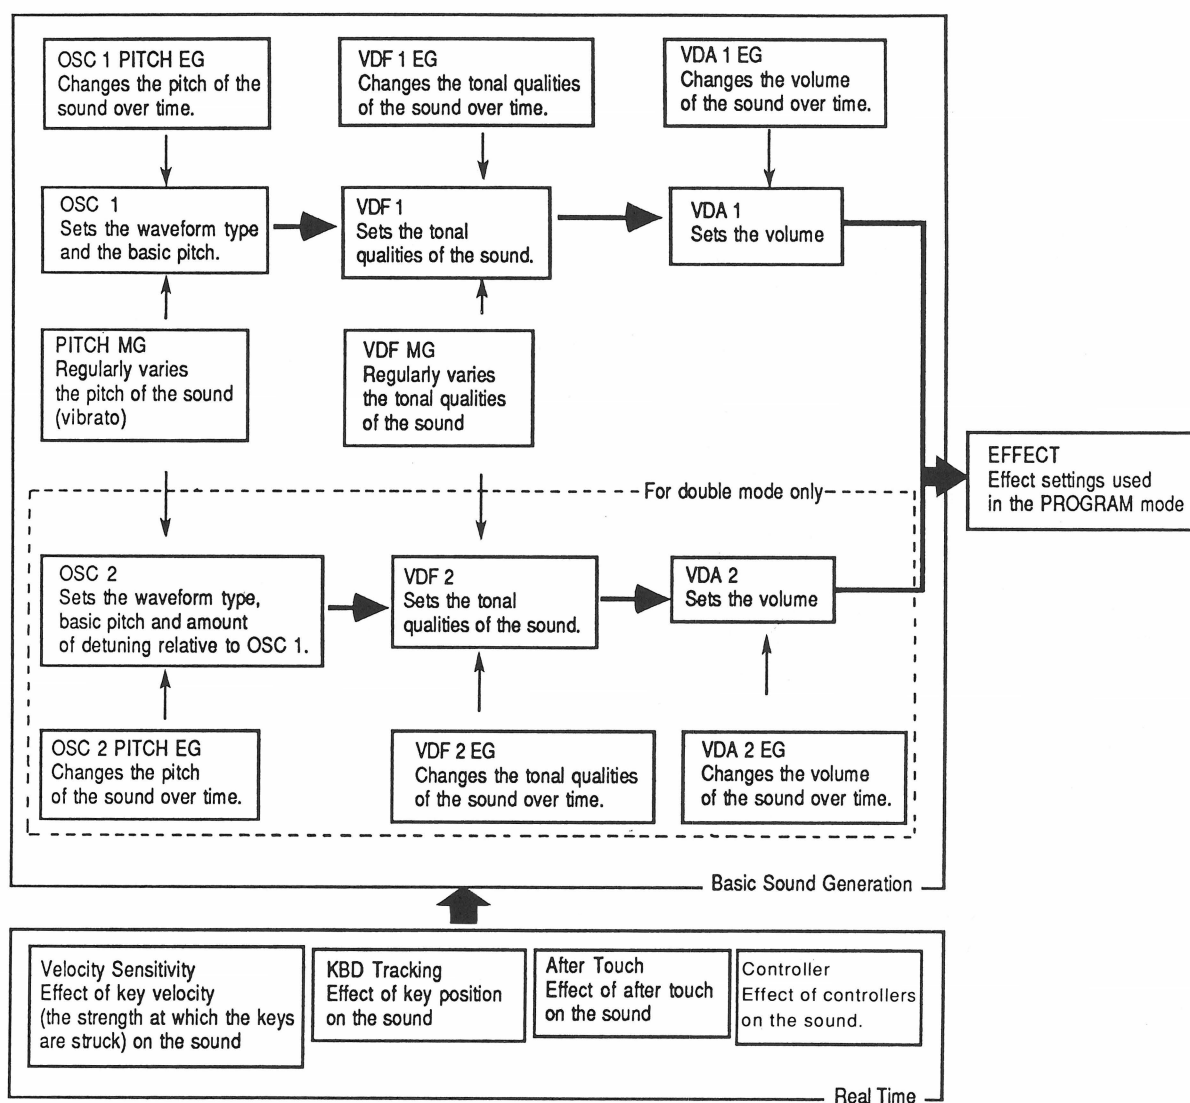 OSC 1 PITCH EG
Changes the pitch of the
sound over time.
VDF 1 EG
Changes the tonal qualities
of the sound over time.
VDA 1 EG
Changes the volume
of the sound over time.
OSC 1
Sets the waveform type
and the basic pitch.
VDF 1
Sets the tonal
qualities of the sound.
VDA 1
Sets the volume
PITCH MG
Regularly varies
the pitch of the sound
(vibrato)
VDF MG
Regularly varies
the tonal qualities
of the sound
EFFECT
Effect settings used
in the PROGRAM mode
For double mode only
OSC 2
Sets the waveform type,
basic pitch and amount
of detuning relative to OSC 1.
VDF 2
Sets the tonal
qualities of the sound.
VDA 2
Sets the volume
OSC 2 PITCH EG
Changes the pitch
of the sound over time.
VDF 2 EG
Changes the tonal qualities
of the sound over time.
VDA 2 EG
Changes the volume
of the sound over time.
Basic Sound Generation
Velocity Sensitivity
Effect of key velocity
(the strength at which the keys
are struck) on the sound
KBD Tracking
Effect of key position
on the sound
After Touch
Effect of after touch
on the sound
Controller
Effect of controllers
on the sound.
Real Time